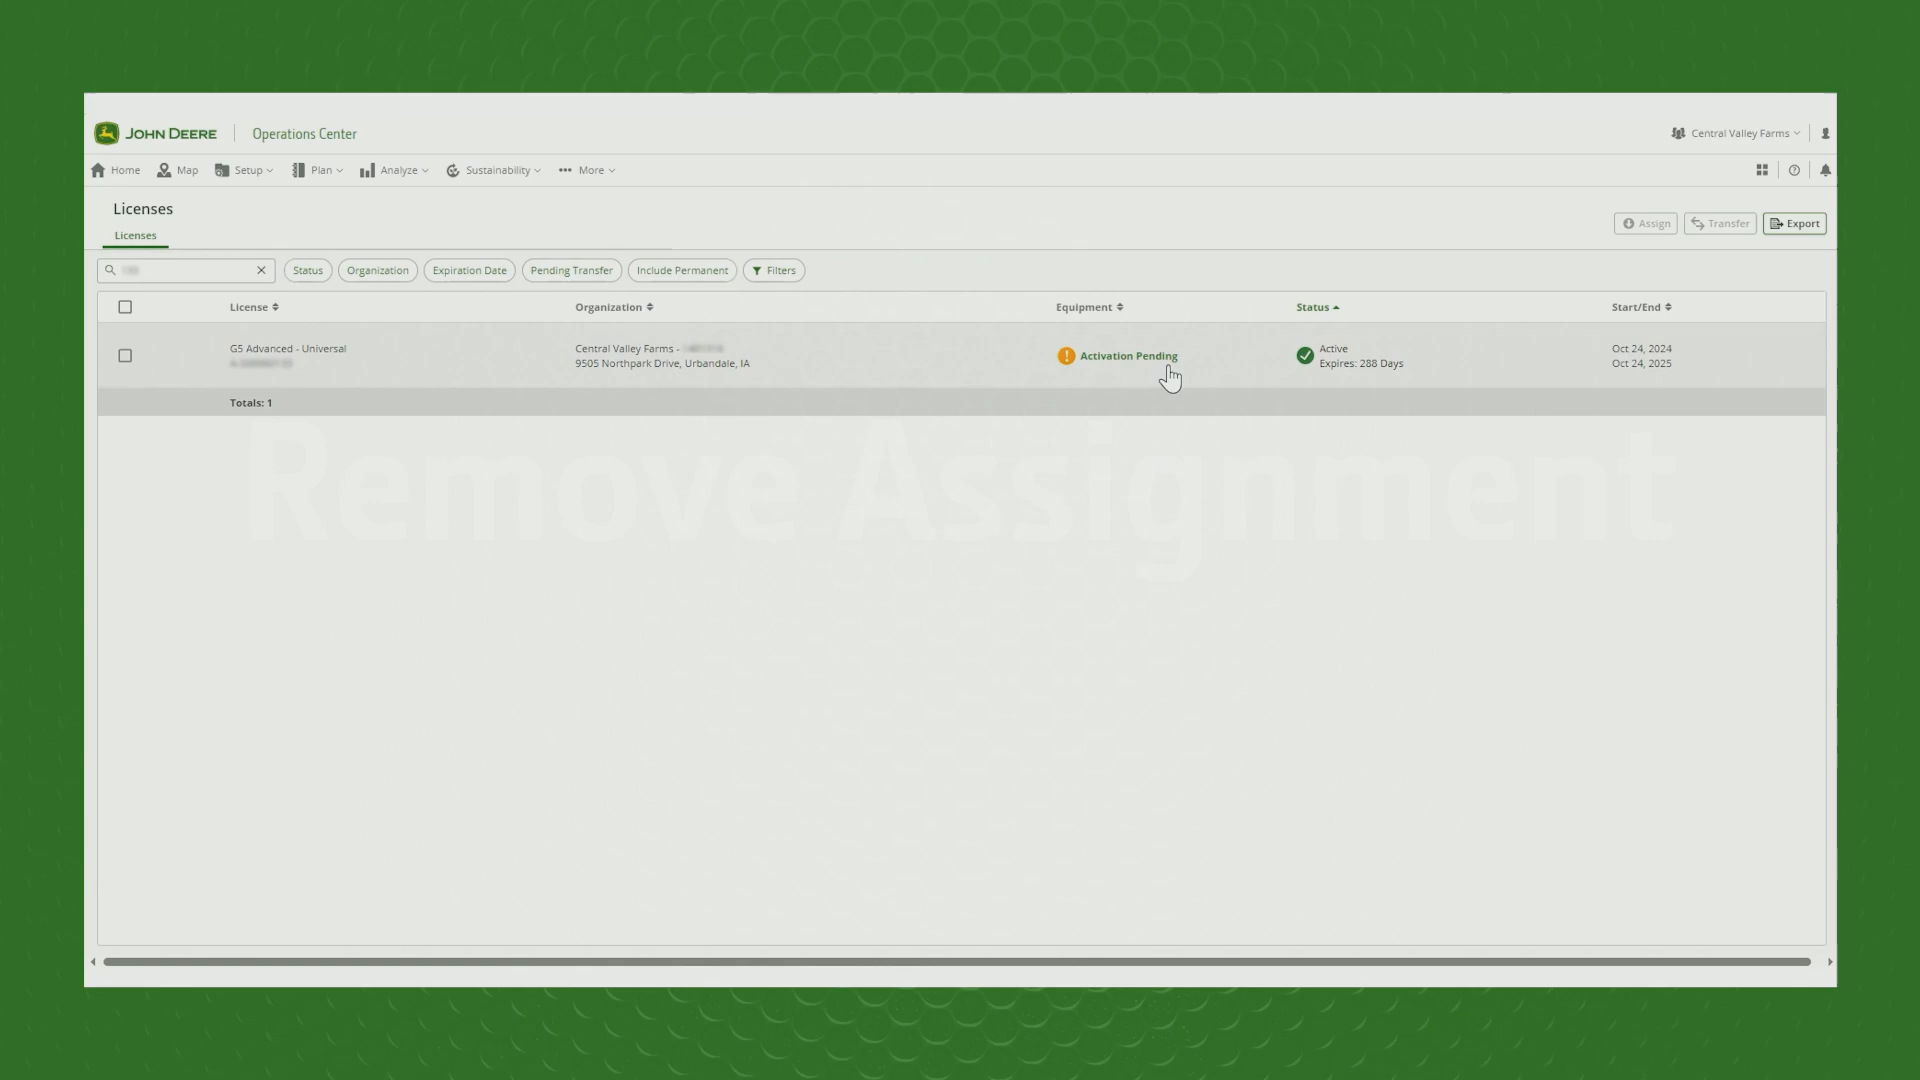 JOHN DEERE
Operations Center
Central Valley Farms
Home
Map
Setup
Plan
Analyze
Sustainability
More
Licenses
Licenses
Assign
Transfer
Export
Status
Organization
Expiration Date
Pending Transfer
Include Permanent
Filters
License
Organization
Equipment
Status
Start/End
G5 Advanced - Universal
Central Valley Farms -
9505 Northpark Drive, Urbandale, IA
Activation Pending
Active
Expires: 288 Days
Oct 24, 2024
Oct 24, 2025
Totals: 1
Remove Assignment